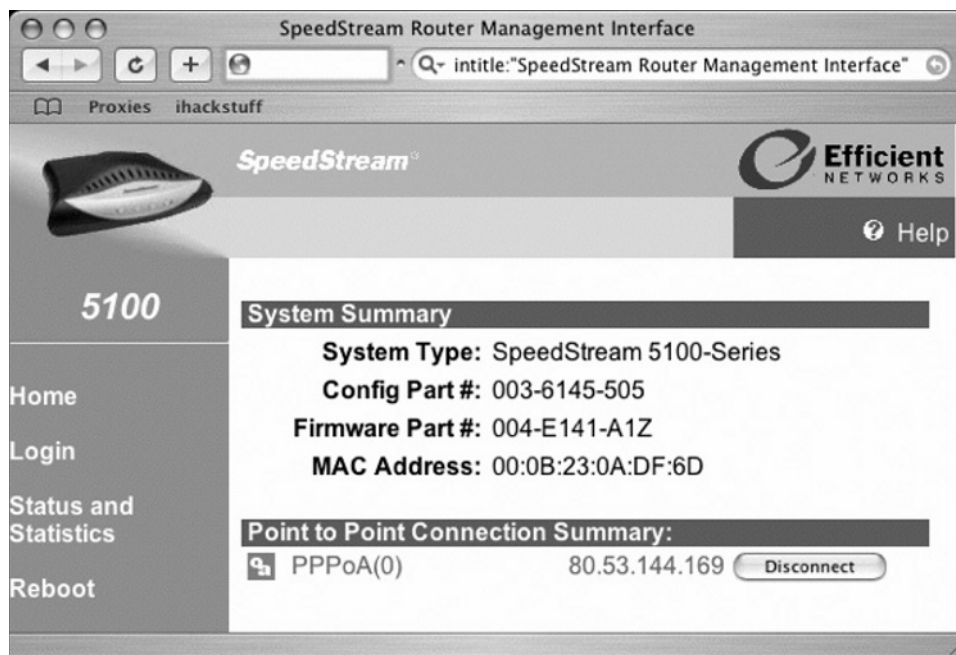 SpeedStream Router Management Interface
intitle:"SpeedStream Router Management Interface"
Proxies ihackstuff
SpeedStream®
Efficient
NETWORKS
? Help
5100
Home
Login
Status and
Statistics
Reboot
System Summary
System Type: SpeedStream 5100-Series
Config Part #: 003-6145-505
Firmware Part #: 004-E141-A1Z
MAC Address: 00:0B:23:0A:DF:6D
Point to Point Connection Summary:
PPPoA(0) 80.53.144.169 Disconnect